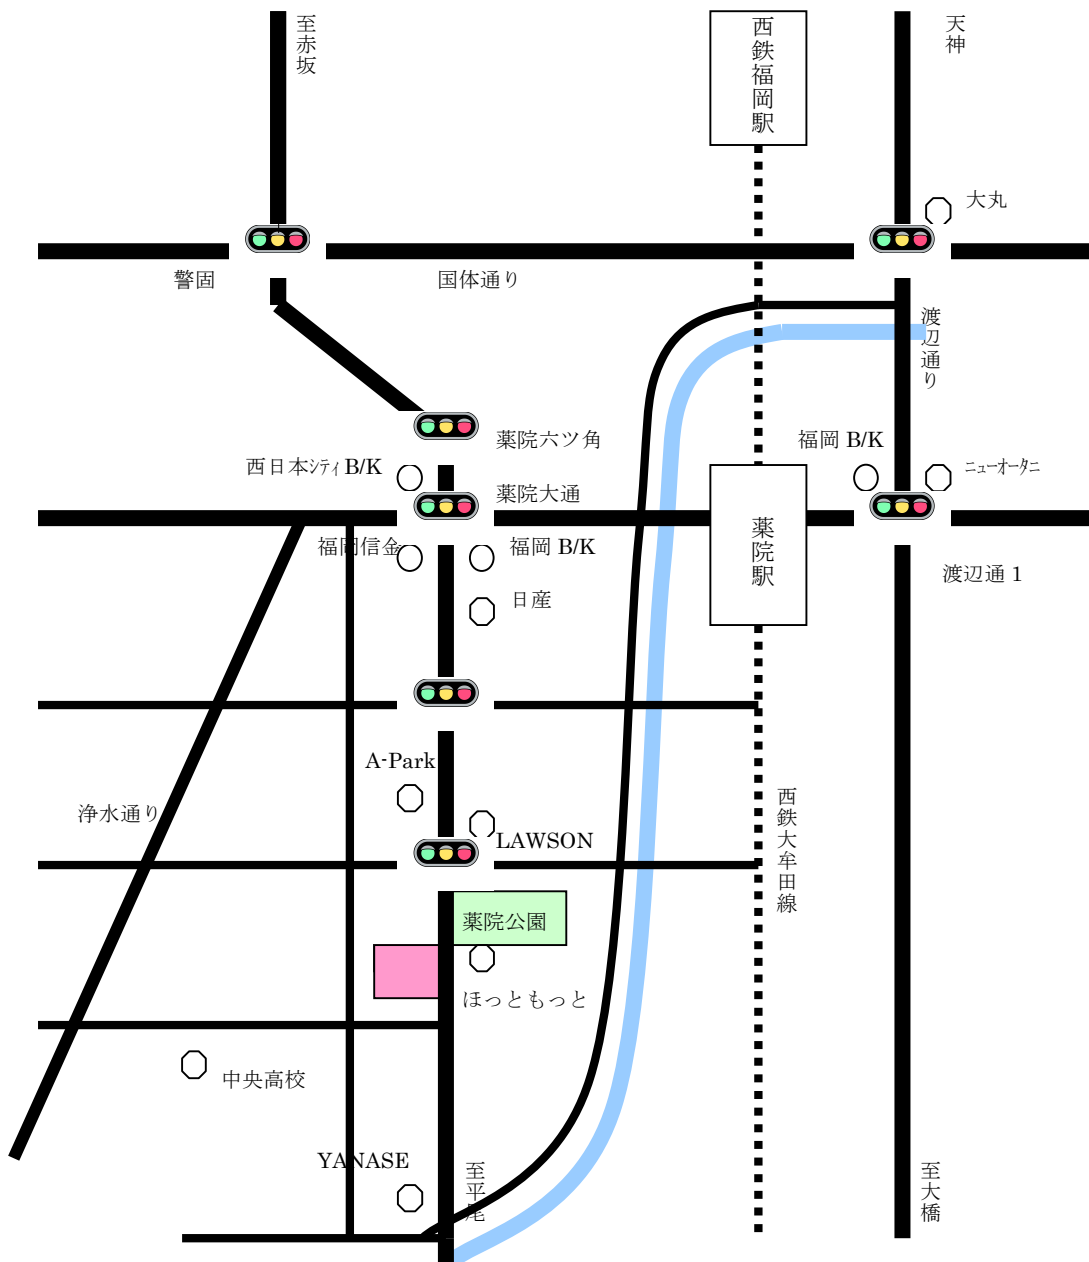 至赤坂
西鉄福岡駅
天神
大丸
警固
国体通り
渡辺通り
薬院六ツ角
西日本ｼﾃｨ B/K
福岡 B/K
ﾆｭｰｵｰﾀﾆ
薬院大通
薬院駅
福岡信金
福岡 B/K
渡辺通 1
日産
A-Park
浄水通り
LAWSON
西鉄大牟田線
薬院公園
ほっともっと
中央高校
YANASE
至平尾
至大橋